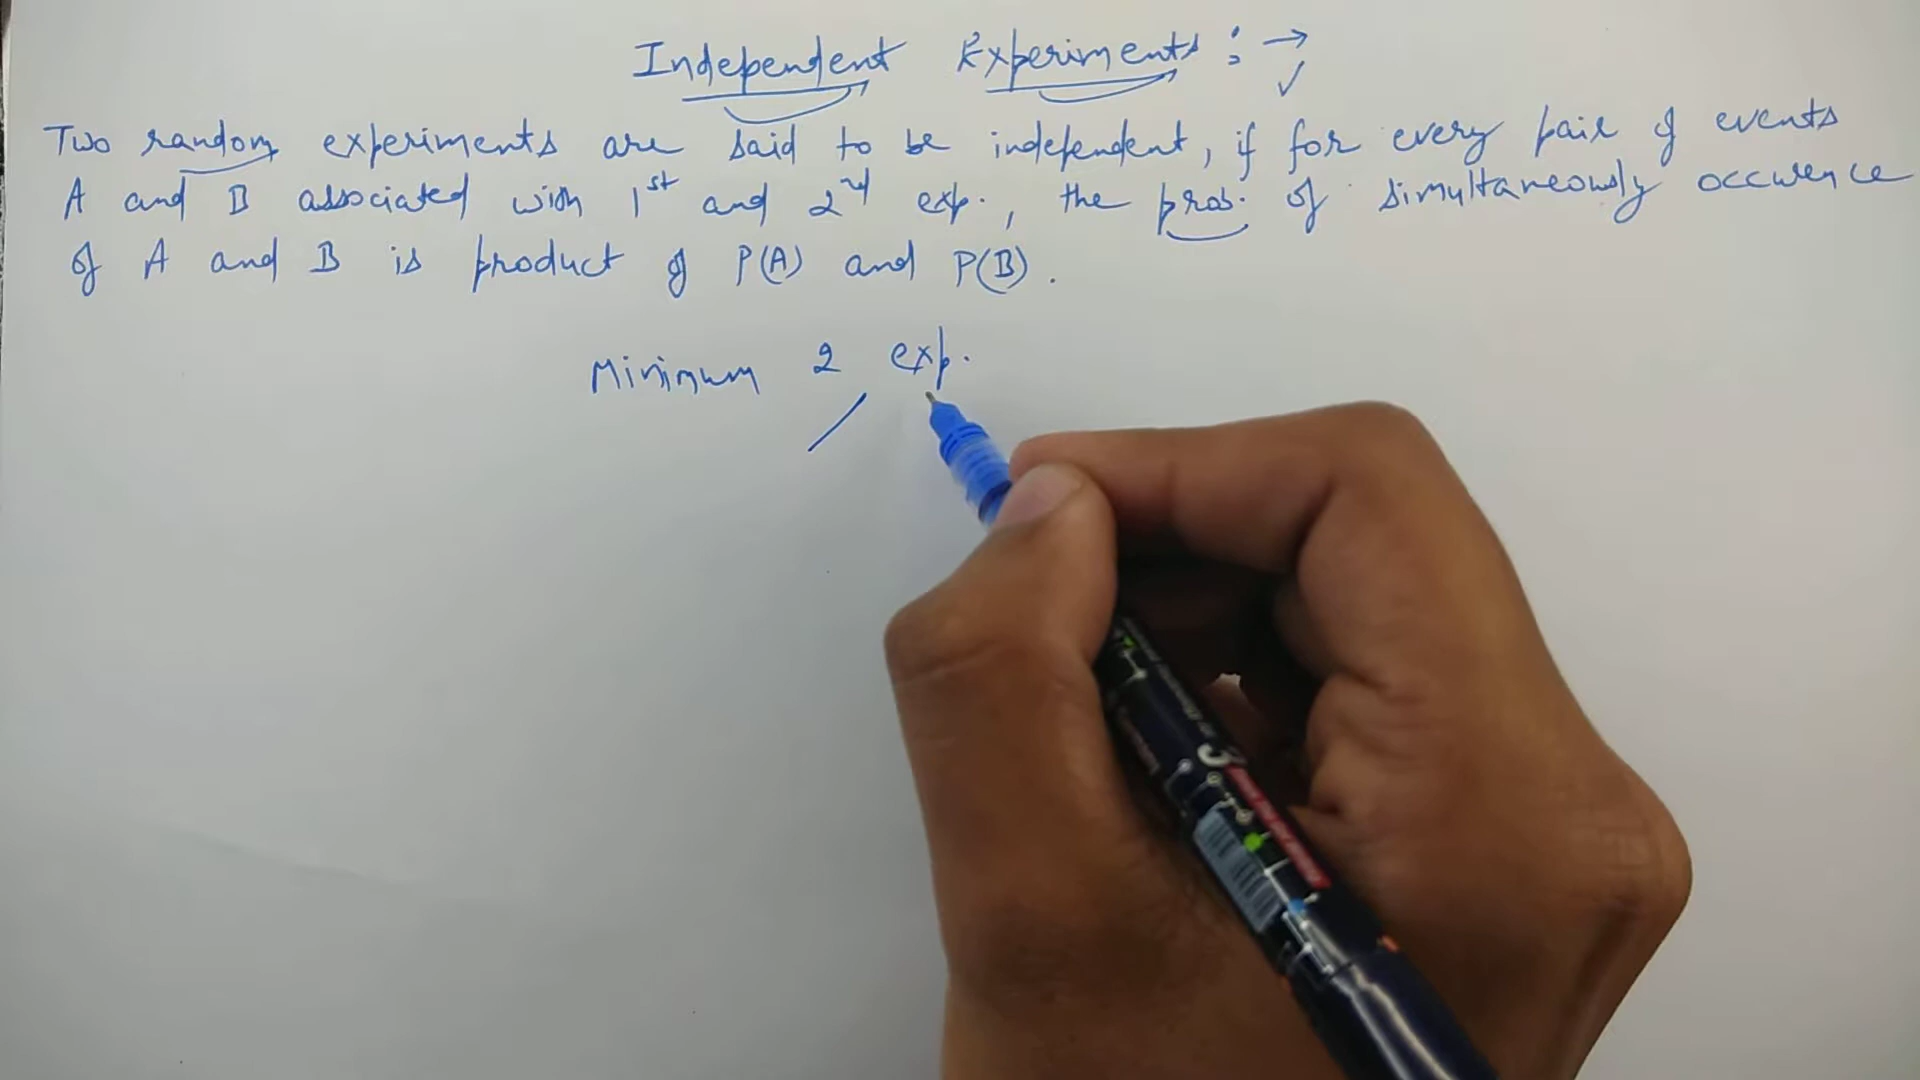 Independent Experiments : →
Two random experiments are said to be independent, if for every pair of events
A and B associated with 1st and 2nd exp., the prob. of simultaneously occurence
of A and B is product of P(A) and P(B).
Minimum 2 exp.